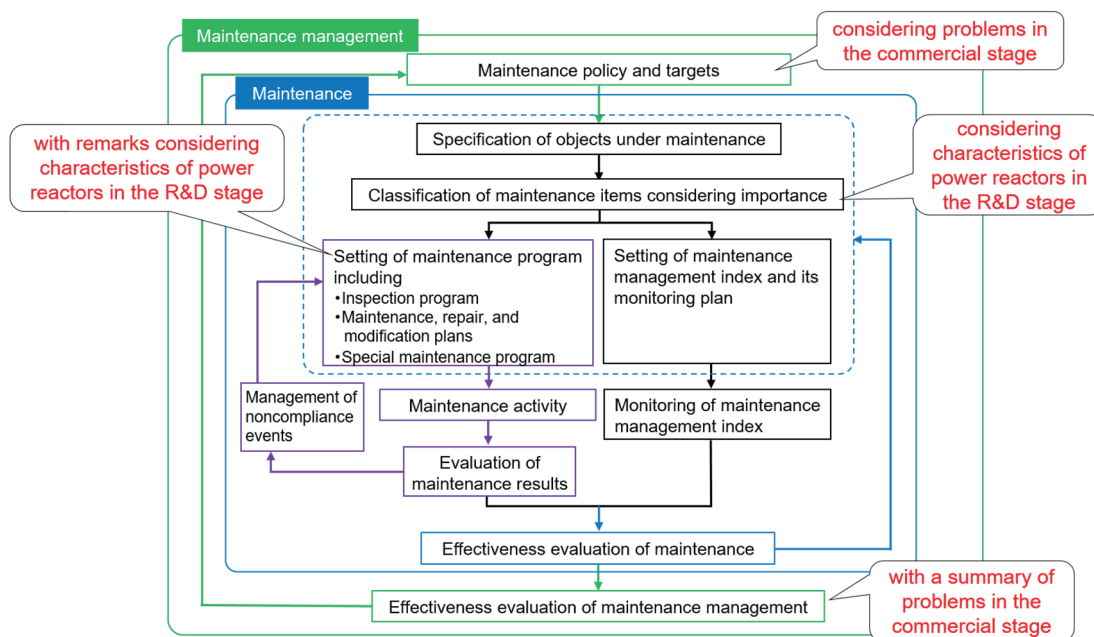 Maintenance management
considering problems in
the commercial stage
Maintenance policy and targets
Maintenance
with remarks considering
characteristics of power
reactors in the R&D stage
Specification of objects under maintenance
considering
characteristics of
power reactors in
the R&D stage
Classification of maintenance items considering importance
Setting of maintenance program
including
•Inspection program
•Maintenance, repair, and
modification plans
•Special maintenance program
Setting of maintenance
management index and its
monitoring plan
Management of
noncompliance
events
Maintenance activity
Monitoring of maintenance
management index
Evaluation of
maintenance results
Effectiveness evaluation of maintenance
Effectiveness evaluation of maintenance management
with a summary of
problems in the
commercial stage